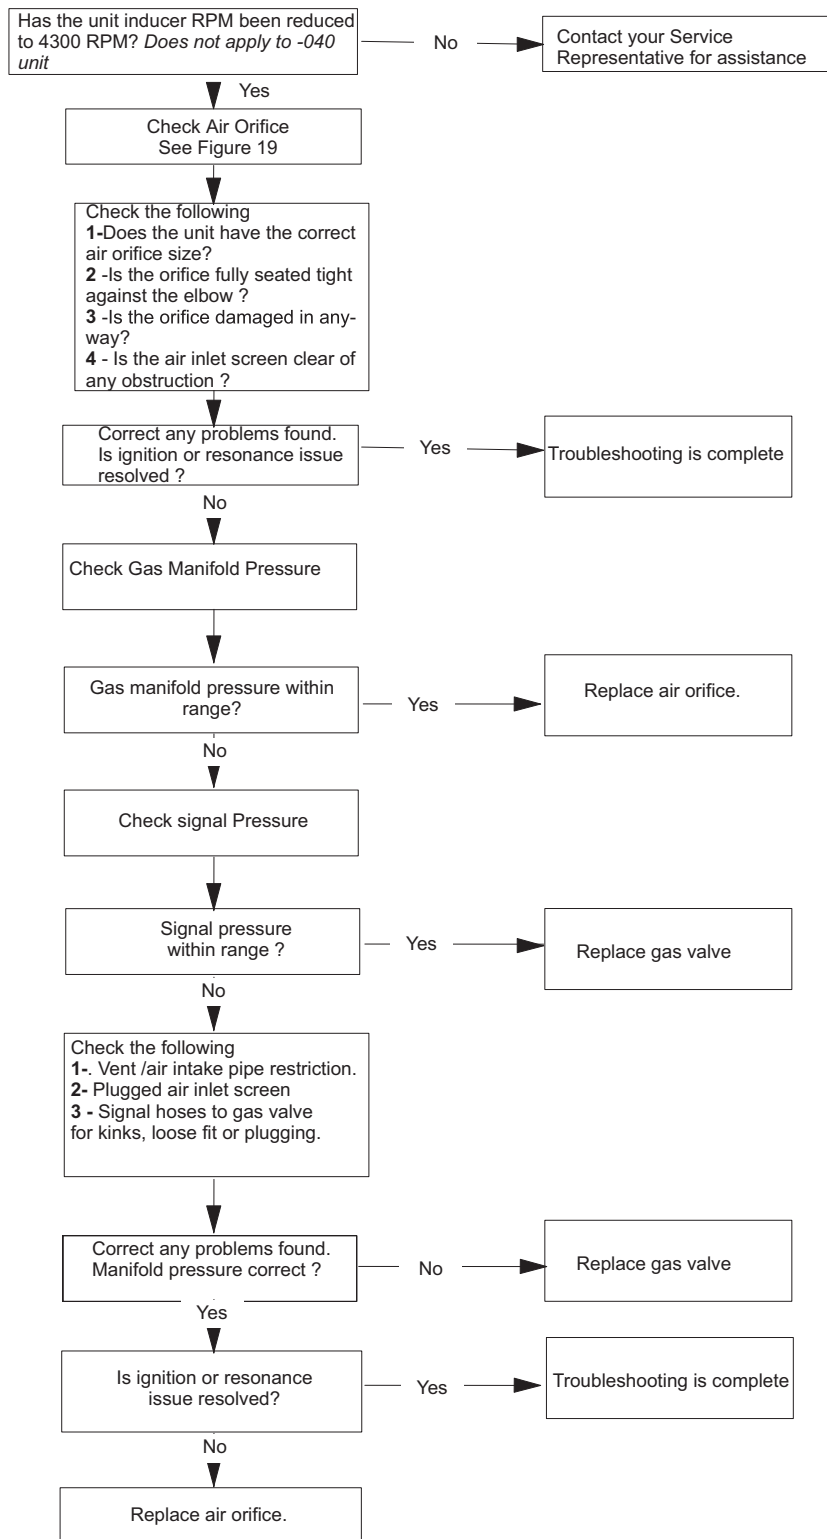 Has the unit inducer RPM been reduced
to 4300 RPM? Does not apply to -040
unit
No
Contact your Service
Representative for assistance
Yes
Check Air Orifice
See Figure 19
Check the following
1-Does the unit have the correct
air orifice size?
2 -Is the orifice fully seated tight
against the elbow ?
3 -Is the orifice damaged in any-
way?
4 - Is the air inlet screen clear of
any obstruction ?
Correct any problems found.
Is ignition or resonance issue
resolved ?
Yes
Troubleshooting is complete
No
Check Gas Manifold Pressure
Gas manifold pressure within
range?
Yes
Replace air orifice.
No
Check signal Pressure
Signal pressure
within range ?
Yes
Replace gas valve
No
Check the following
1-. Vent /air intake pipe restriction.
2- Plugged air inlet screen
3 - Signal hoses to gas valve
for kinks, loose fit or plugging.
Correct any problems found.
Manifold pressure correct ?
No
Replace gas valve
Yes
Is ignition or resonance
issue resolved?
Yes
Troubleshooting is complete
No
Replace air orifice.